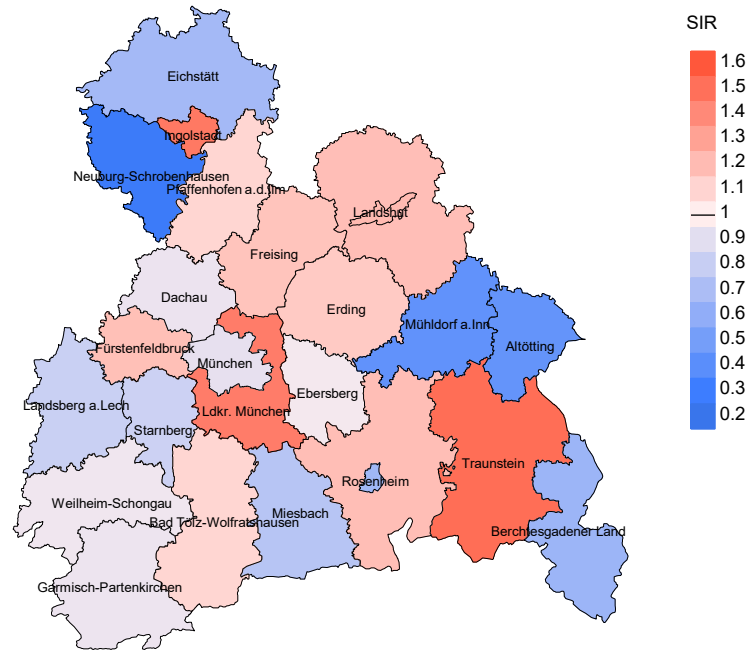 SIR
1.6
1.5
1.4
1.3
1.2
1.1
1
0.9
0.8
0.7
0.6
0.5
0.4
0.3
0.2
Eichstätt
Ingolstadt
Neuburg-Schrobenhausen
Pfaffenhofen a.d.Ilm
Landshut
Freising
Dachau
Erding
Mühldorf a.Inn
Altötting
Fürstenfeldbruck
München
Ebersberg
Landsberg a.Lech
Ldkr. München
Starnberg
Traunstein
Rosenheim
Weilheim-Schongau
Miesbach
Bad Tölz-Wolfratshausen
Berchtesgadener Land
Garmisch-Partenkirchen